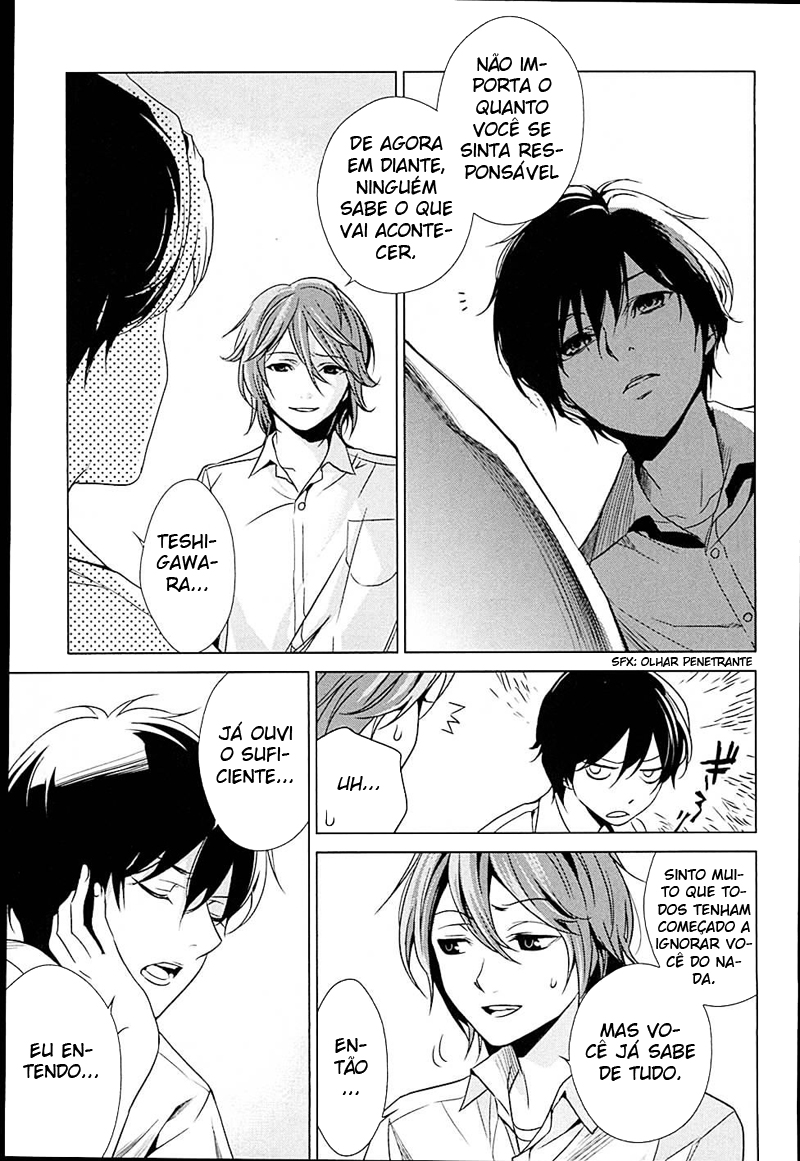 NÃO IM-
PORTA O
QUANTO
VOCÊ SE
SINTA RES-
PONSÁVEL
DE AGORA
EM DIANTE,
NINGUÉM
SABE O QUE
VAI ACONTE-
CER.
TESHI-
GAWA-
RA...
SFX: OLHAR PENETRANTE
UH...
SINTO MUI-
TO QUE TO-
DOS TENHAM
COMEÇADO A
IGNORAR VO-
CÊ DO NA-
DA.
MAS VO-
CÊ JÁ SABE
DE TUDO.
EN-
TÃO
...
JÁ OUVI
O SUFI-
CIENTE...
EU EN-
TENDO...